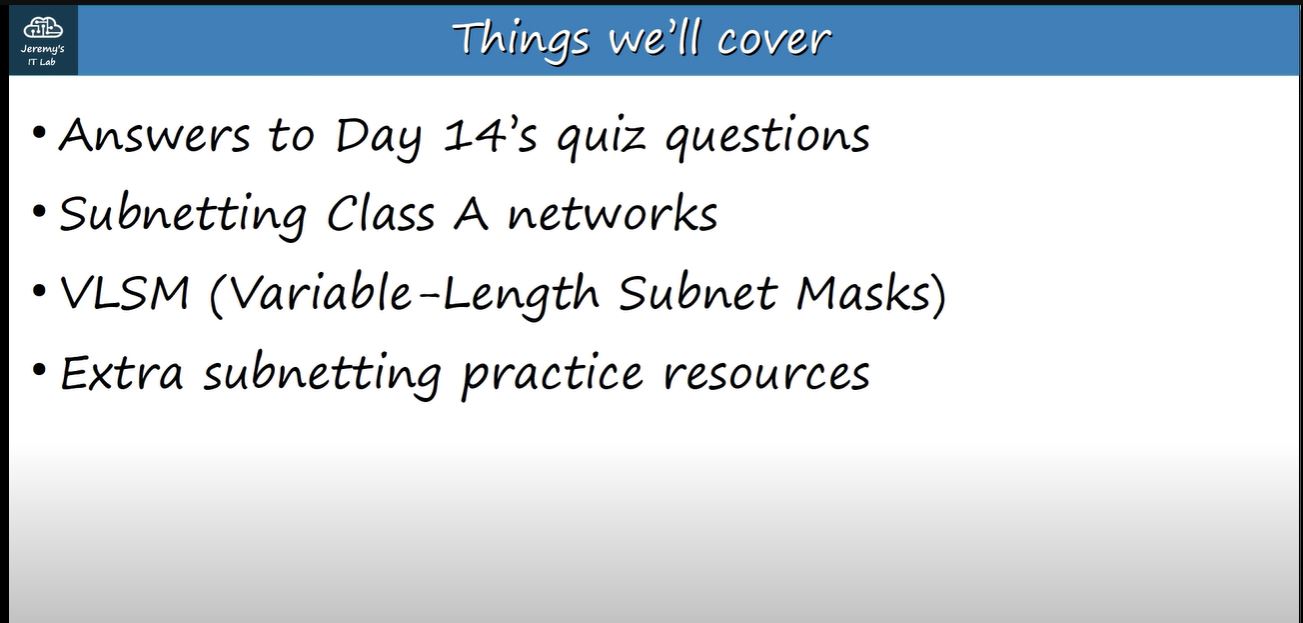 Jeremy's
IT Lab
Things we'll cover
• Answers to Day 14's quiz questions
• Subnetting Class A networks
• VLSM (Variable-Length Subnet Masks)
• Extra subnetting practice resources